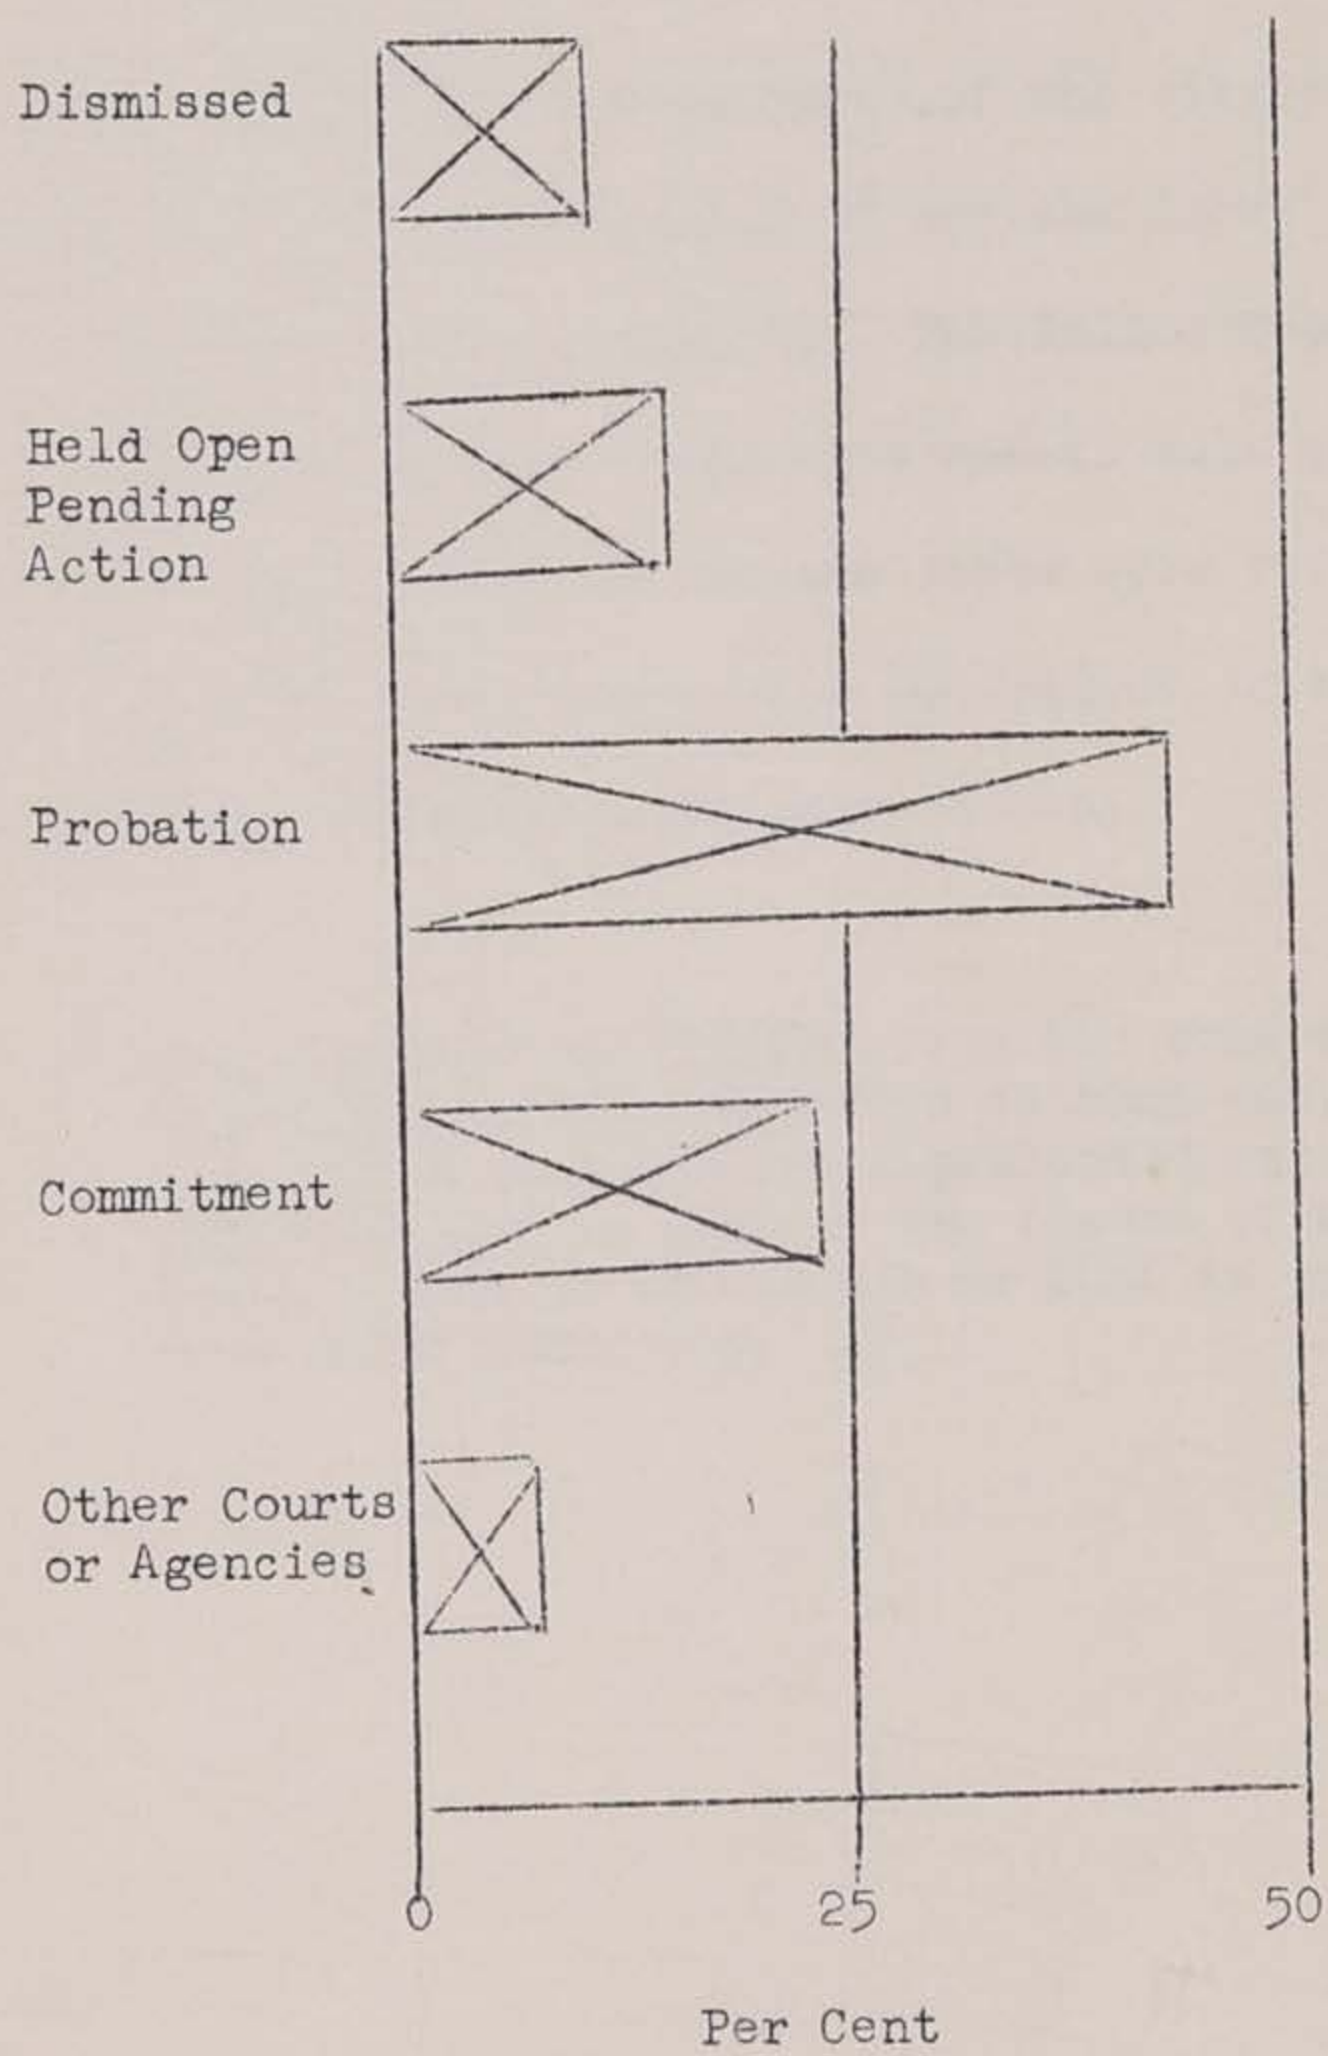 Dismissed
Held Open
Pending
Action
Probation
Commitment
Other Courts
or Agencies
0 25 50
Per Cent